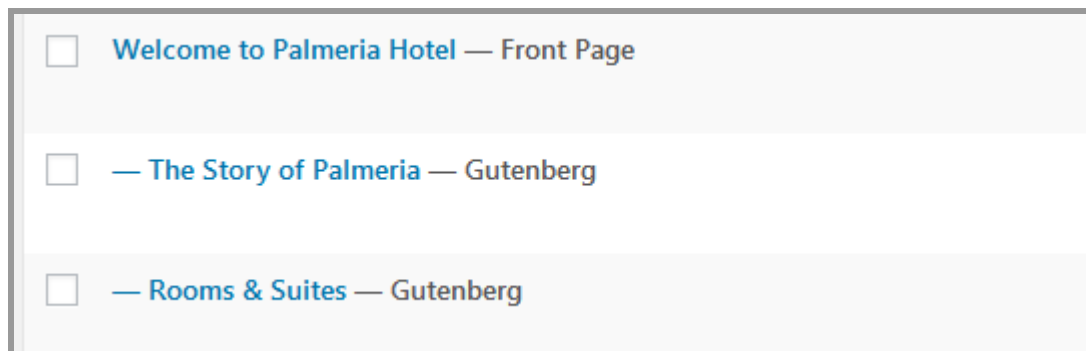 Welcome to Palmeria Hotel — Front Page
— The Story of Palmeria — Gutenberg
— Rooms & Suites — Gutenberg